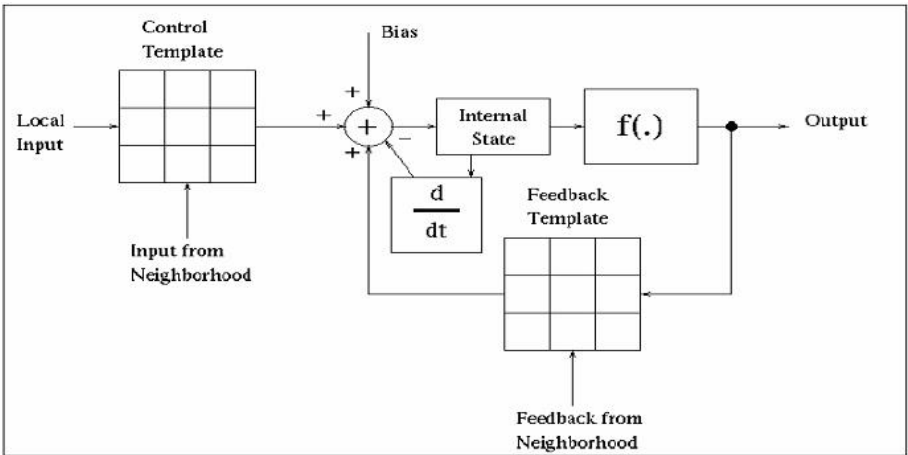 Control
Template
Bias
Local
Input
+
+
+
+
−
Internal
State
f(.)
Output
d
dt
Feedback
Template
Input from
Neighborhood
Feedback from
Neighborhood